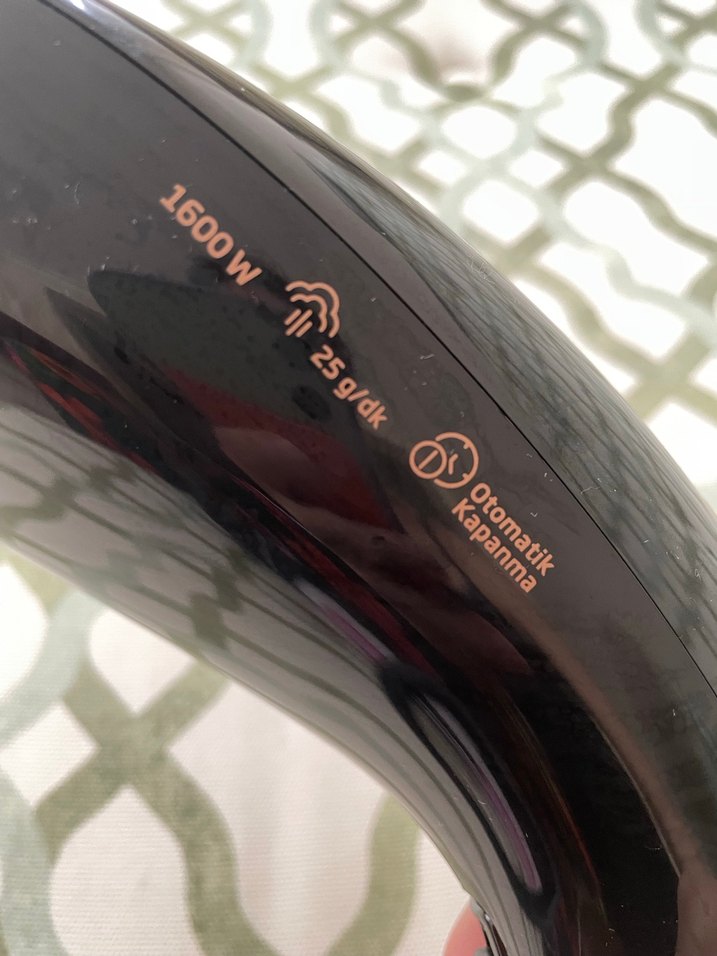 1600 W
25 g/dk
Otomatik
Kapanma